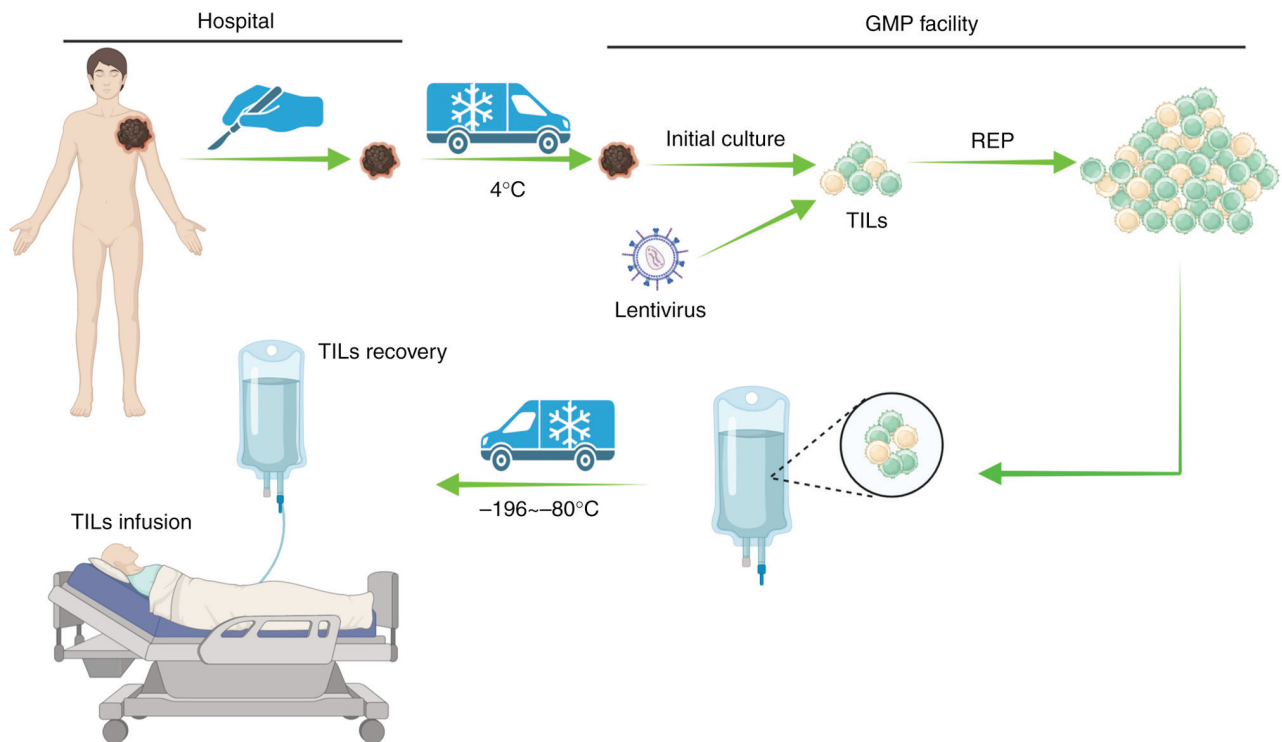 Hospital
GMP facility
Initial culture
REP
4°C
TILs
Lentivirus
TILs recovery
–196~–80°C
TILs infusion